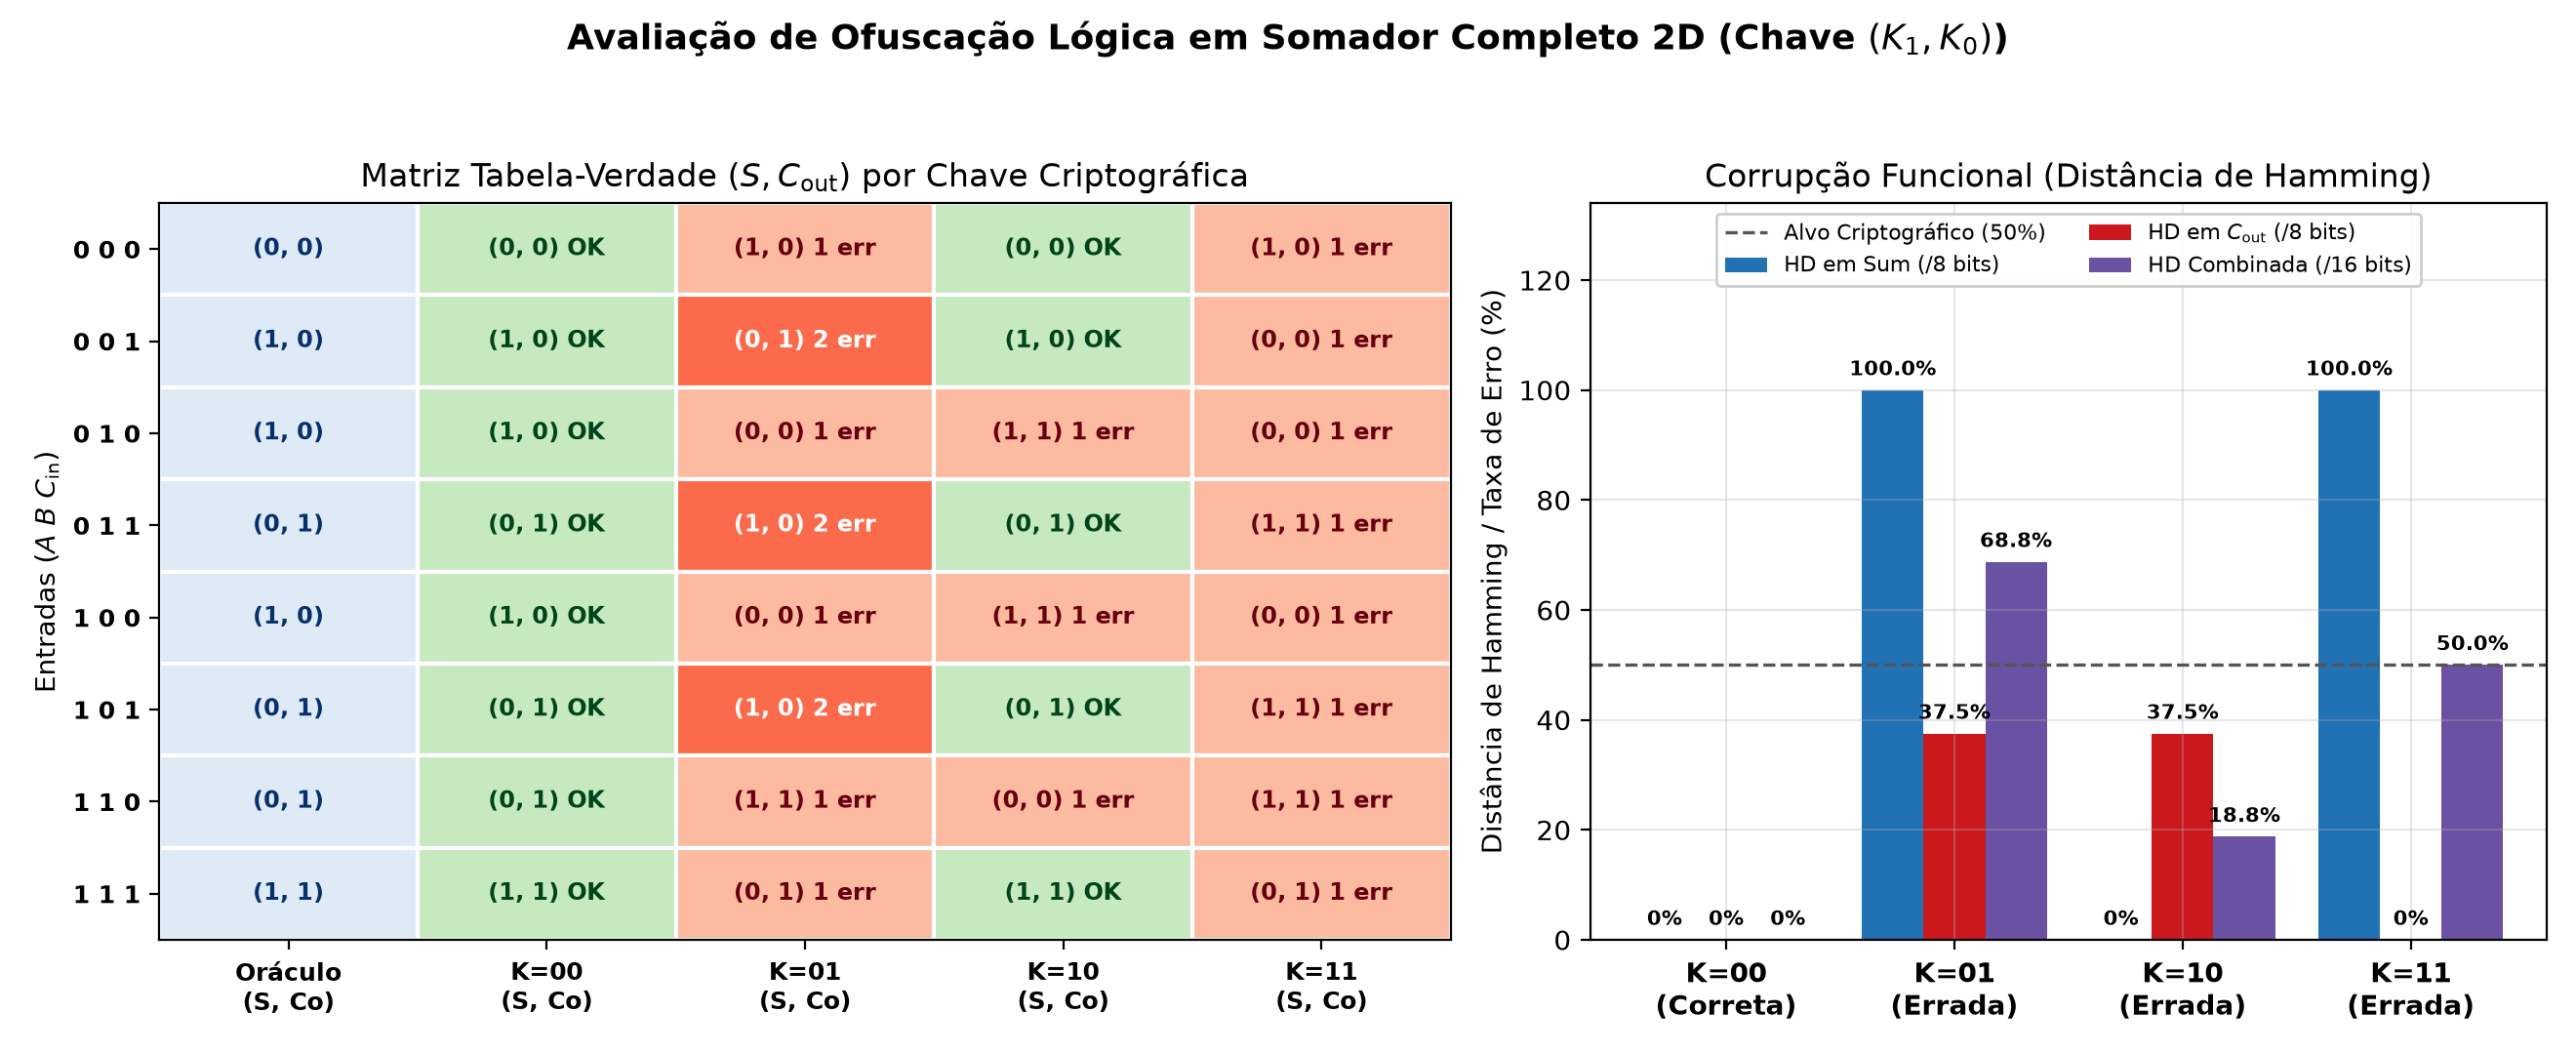 Avaliação de Ofuscação Lógica em Somador Completo 2D (Chave (K₁, K₀))
Matriz Tabela-Verdade (S, Cout) por Chave Criptográfica
Entradas (A B Cin)
0 0 0 (0, 0) (0, 0) OK (1, 0) 1 err (0, 0) OK (1, 0) 1 err
0 0 1 (1, 0) (1, 0) OK (0, 1) 2 err (1, 0) OK (0, 0) 1 err
0 1 0 (1, 0) (1, 0) OK (0, 0) 1 err (1, 1) 1 err (0, 0) 1 err
0 1 1 (0, 1) (0, 1) OK (1, 0) 2 err (0, 1) OK (1, 1) 1 err
1 0 0 (1, 0) (1, 0) OK (0, 0) 1 err (1, 1) 1 err (0, 0) 1 err
1 0 1 (0, 1) (0, 1) OK (1, 0) 2 err (0, 1) OK (1, 1) 1 err
1 1 0 (0, 1) (0, 1) OK (1, 1) 1 err (0, 0) 1 err (1, 1) 1 err
1 1 1 (1, 1) (1, 1) OK (0, 1) 1 err (1, 1) OK (0, 1) 1 err
Oráculo K=00 K=01 K=10 K=11
(S, Co) (S, Co) (S, Co) (S, Co) (S, Co)
Corrupção Funcional (Distância de Hamming)
Alvo Criptográfico (50%) HD em Cout (/8 bits)
HD em Sum (/8 bits) HD Combinada (/16 bits)
Distância de Hamming / Taxa de Erro (%)
120
100
80
60
40
20
0
0% 0% 0%
100.0% 37.5% 68.8%
0% 37.5% 18.8%
100.0% 0% 50.0%
K=00 K=01 K=10 K=11
(Correta) (Errada) (Errada) (Errada)